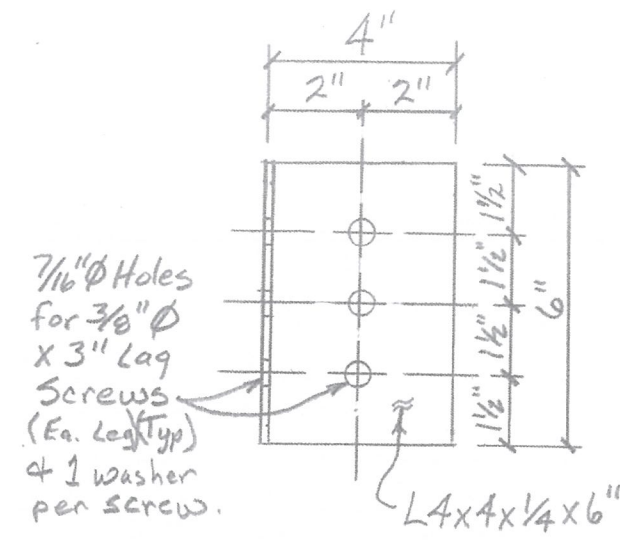 4"
2" 2"
1½"
1½"
1½"
1½"
6"
7/16"Ø Holes
for 3/8"Ø
x 3" Lag
Screws
(Ea. Leg)(Typ)
& 1 washer
per screw.
L4x4x1/4x6"